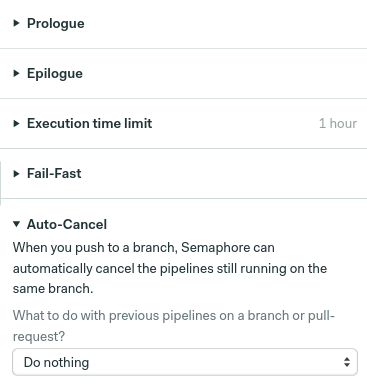 Prologue
Epilogue
Execution time limit 1 hour
Fail-Fast
Auto-Cancel
When you push to a branch, Semaphore can
automatically cancel the pipelines still running on the
same branch.
What to do with previous pipelines on a branch or pull-
request?
Do nothing